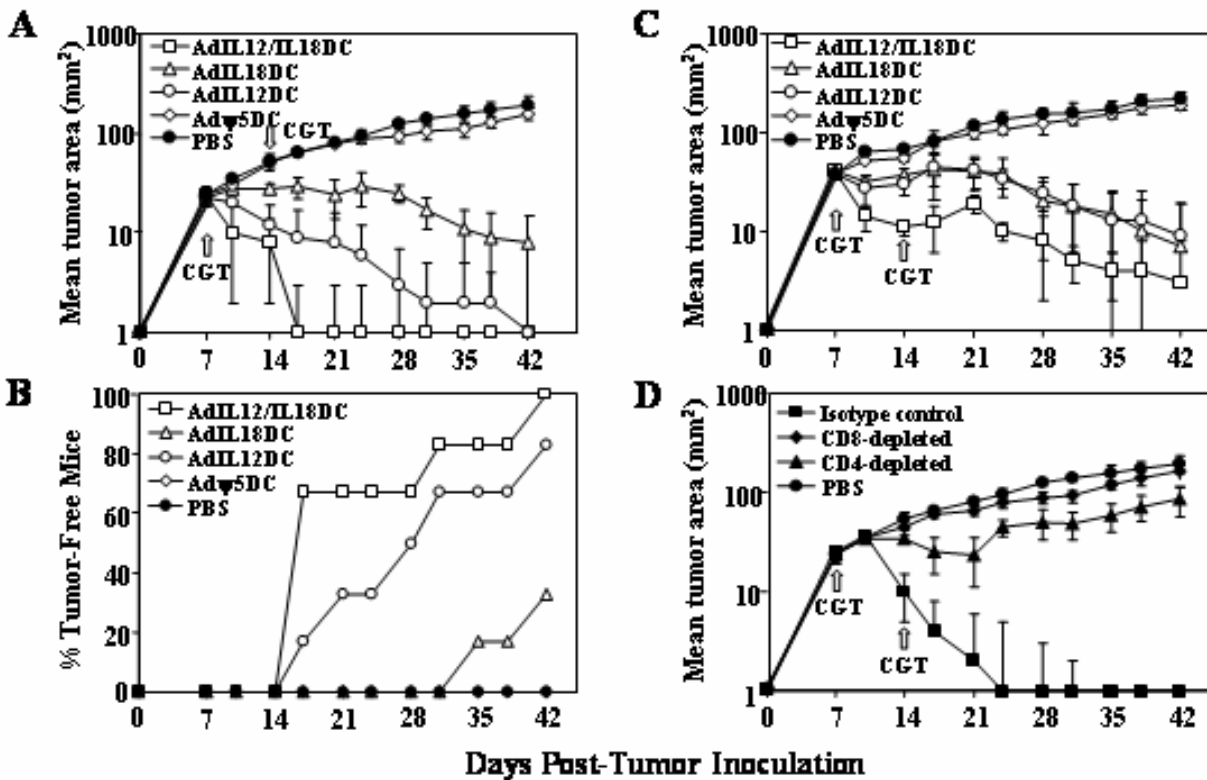 A
Mean tumor area (mm²)
1000
100
10
1
AdIL12/IL18DC
AdIL18DC
AdIL12DC
Adψ5DC
PBS
CGT
CGT
0 7 14 21 28 35 42
C
Mean tumor area (mm²)
1000
100
10
1
AdIL12/IL18DC
AdIL18DC
AdIL12DC
Adψ5DC
PBS
CGT
CGT
0 7 14 21 28 35 42
B
% Tumor-Free Mice
100
80
60
40
20
0
AdIL12/IL18DC
AdIL18DC
AdIL12DC
Adψ5DC
PBS
0 7 14 21 28 35 42
D
Mean tumor area (mm²)
1000
100
10
1
Isotype control
CD8-depleted
CD4-depleted
PBS
CGT
CGT
0 7 14 21 28 35 42
Days Post-Tumor Inoculation